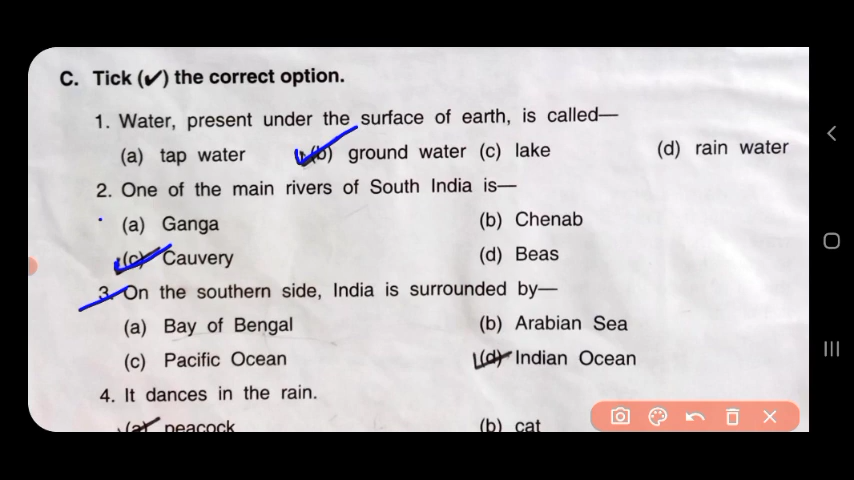 C. Tick (✓) the correct option.
1. Water, present under the surface of earth, is called—
(a) tap water (b) ground water (c) lake (d) rain water
2. One of the main rivers of South India is—
(a) Ganga (b) Chenab
(c) Cauvery (d) Beas
3. On the southern side, India is surrounded by—
(a) Bay of Bengal (b) Arabian Sea
(c) Pacific Ocean (d) Indian Ocean
4. It dances in the rain.
(a) peacock (b) cat